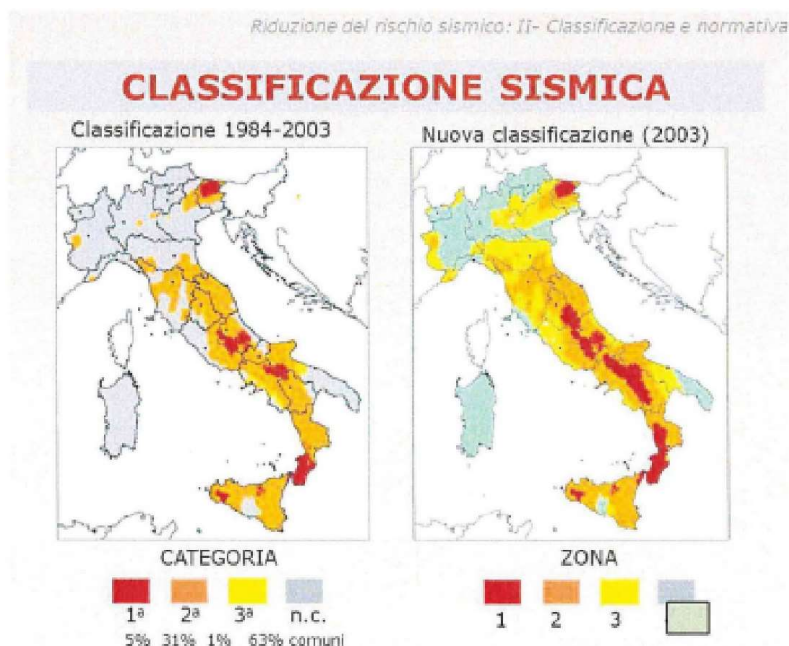 Riduzione del rischio sismico: II- Classificazione e normativa
CLASSIFICAZIONE SISMICA
Classificazione 1984-2003
Nuova classificazione (2003)
CATEGORIA
1ª 2ª 3ª n.c.
5% 31% 1% 63% comuni
ZONA
1 2 3